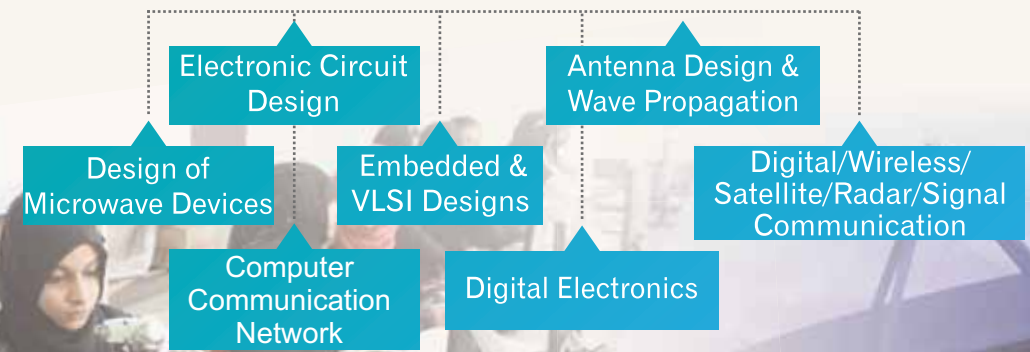 Electronic Circuit
Design
Antenna Design &
Wave Propagation
Design of
Microwave Devices
Embedded &
VLSI Designs
Digital/Wireless/
Satellite/Radar/Signal
Communication
Computer
Communication
Network
Digital Electronics